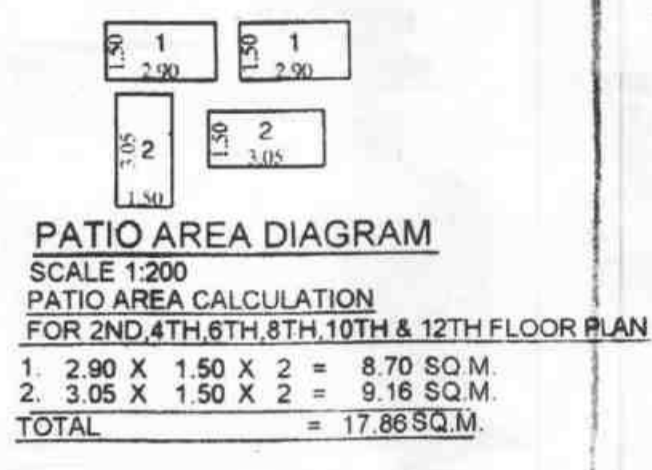 1.50 1 2.90
1.50 1 2.90
3.05 2 1.50
1.50 2 3.05
PATIO AREA DIAGRAM
SCALE 1:200
PATIO AREA CALCULATION
FOR 2ND,4TH,6TH,8TH,10TH & 12TH FLOOR PLAN
1. 2.90 X 1.50 X 2 = 8.70 SQ.M.
2. 3.05 X 1.50 X 2 = 9.16 SQ.M.
TOTAL = 17.86 SQ.M.